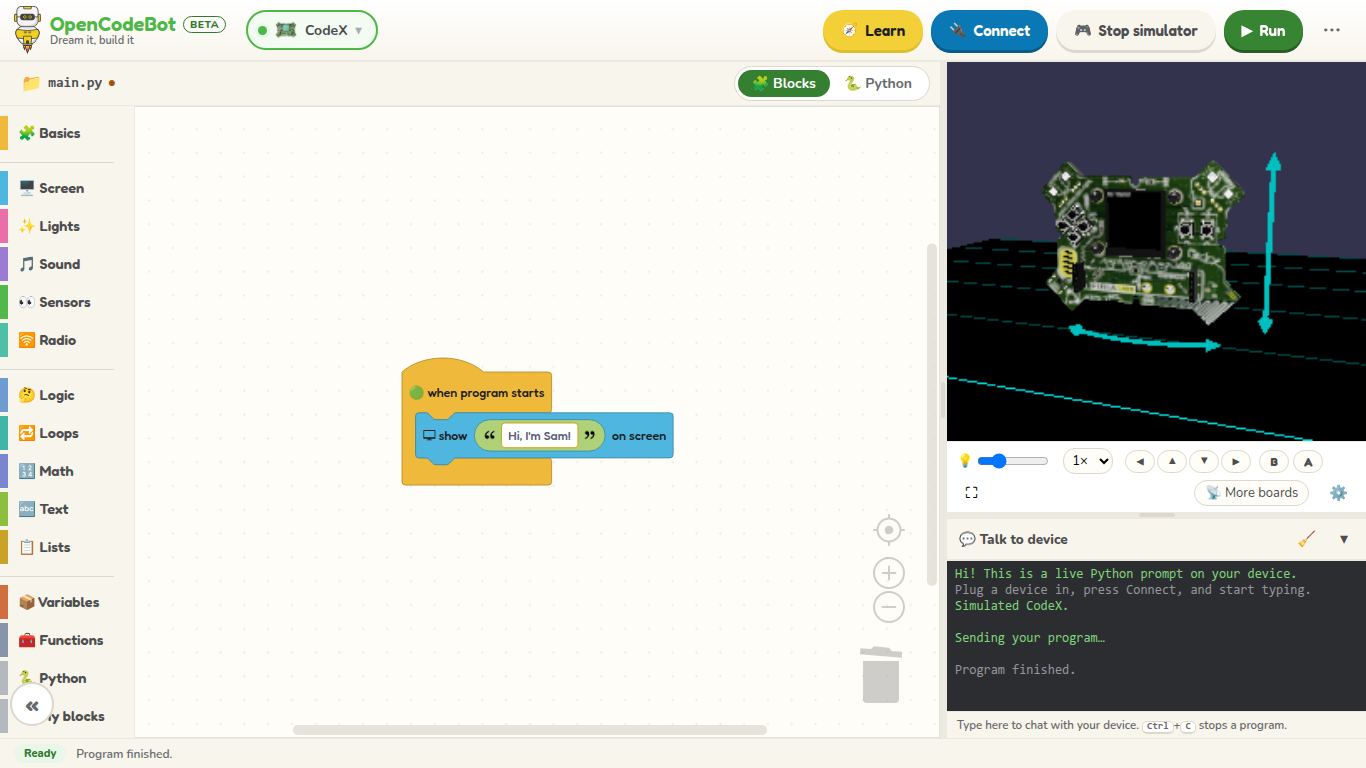 OpenCodeBot BETA
Dream it, build it
CodeX ▾
Learn
Connect
Stop simulator
Run
main.py
Blocks
Python
Basics
Screen
Lights
Sound
Sensors
Radio
Logic
Loops
Math
Text
Lists
Variables
Functions
Python
y blocks
when program starts
show “ Hi, I'm Sam! ” on screen
1×
B
A
More boards
Talk to device
Hi! This is a live Python prompt on your device.
Plug a device in, press Connect, and start typing.
Simulated CodeX.
Sending your program…
Program finished.
Type here to chat with your device. Ctrl+C stops a program.
Ready
Program finished.